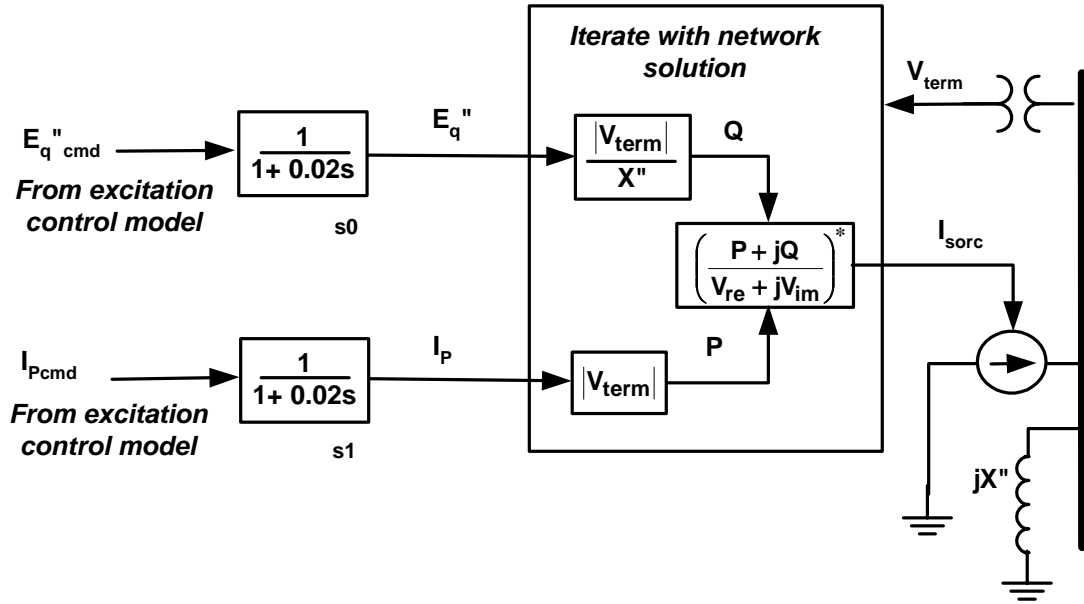 Iterate with network
solution
V_term
E_q"_cmd
1
1+ 0.02s
E_q"
|V_term|
X"
Q
From excitation
control model
s0
(P + jQ / V_re + jV_im)*
I_sorc
I_Pcmd
1
1+ 0.02s
I_P
|V_term|
P
From excitation
control model
s1
jX"